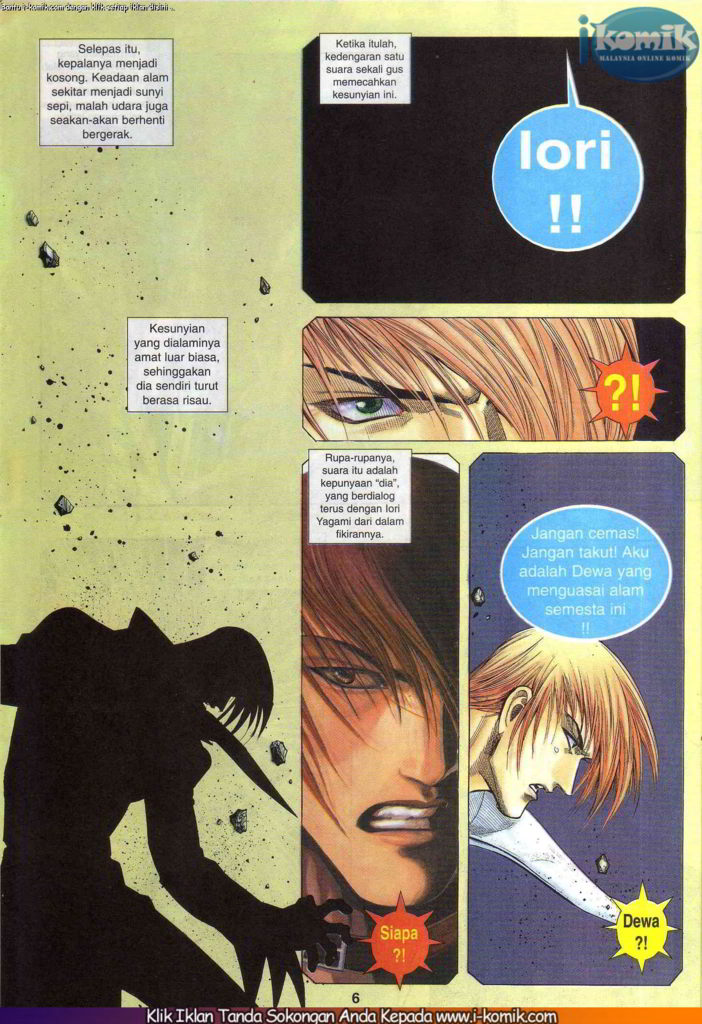 bantu i-komik.com dengan klik setiap iklan disini ..
i komik
MALAYSIA ONLINE KOMIK
Selepas itu,
kepalanya menjadi
kosong. Keadaan alam
sekitar menjadi sunyi
sepi, malah udara juga
seakan-akan berhenti
bergerak.
Ketika itulah,
kedengaran satu
suara sekali gus
memecahkan
kesunyian ini.
Iori
!!
Kesunyian
yang dialaminya
amat luar biasa,
sehinggakan
dia sendiri turut
berasa risau.
?!
Rupa-rupanya,
suara itu adalah
kepunyaan "dia",
yang berdialog
terus dengan Iori
Yagami dari dalam
fikirannya.
Jangan cemas!
Jangan takut! Aku
adalah Dewa yang
menguasai alam
semesta ini
!!
Siapa
?!
Dewa
?!
6
Klik Iklan Tanda Sokongan Anda Kepada www.i-komik.com